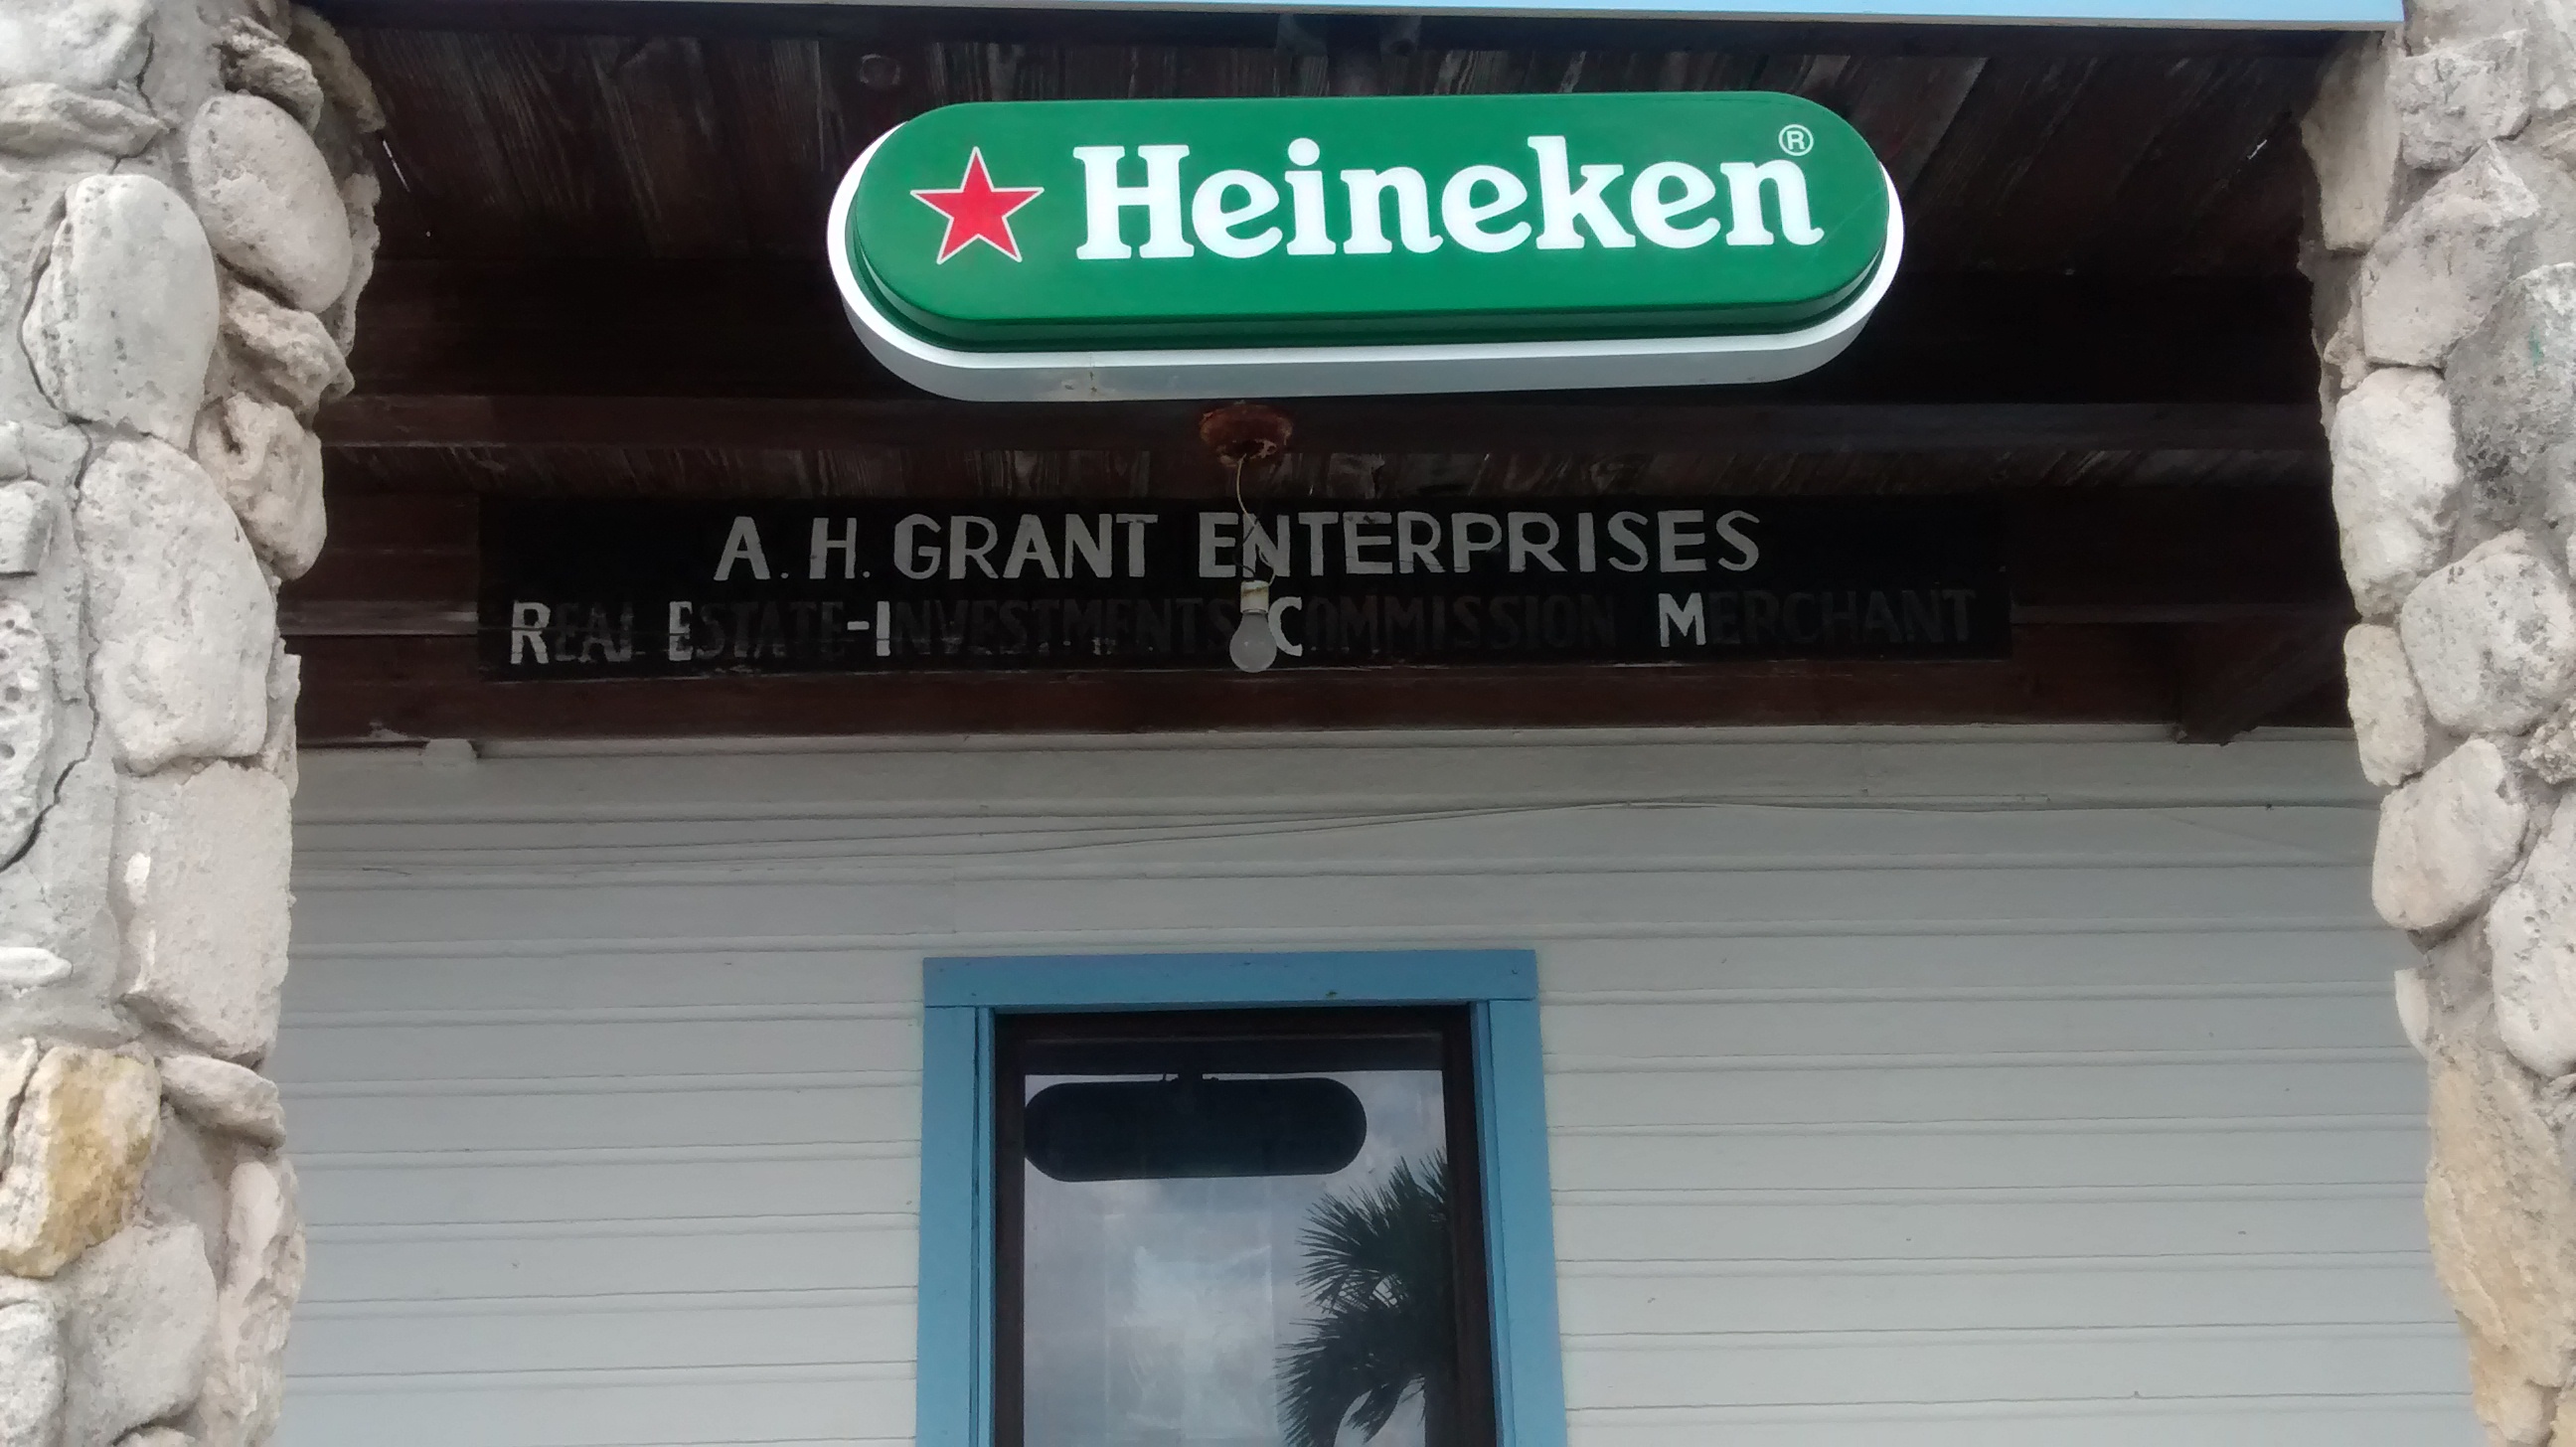 Heineken®
A. H. GRANT ENTERPRISES
REAL ESTATE-INVESTMENTS COMMISSION MERCHANT